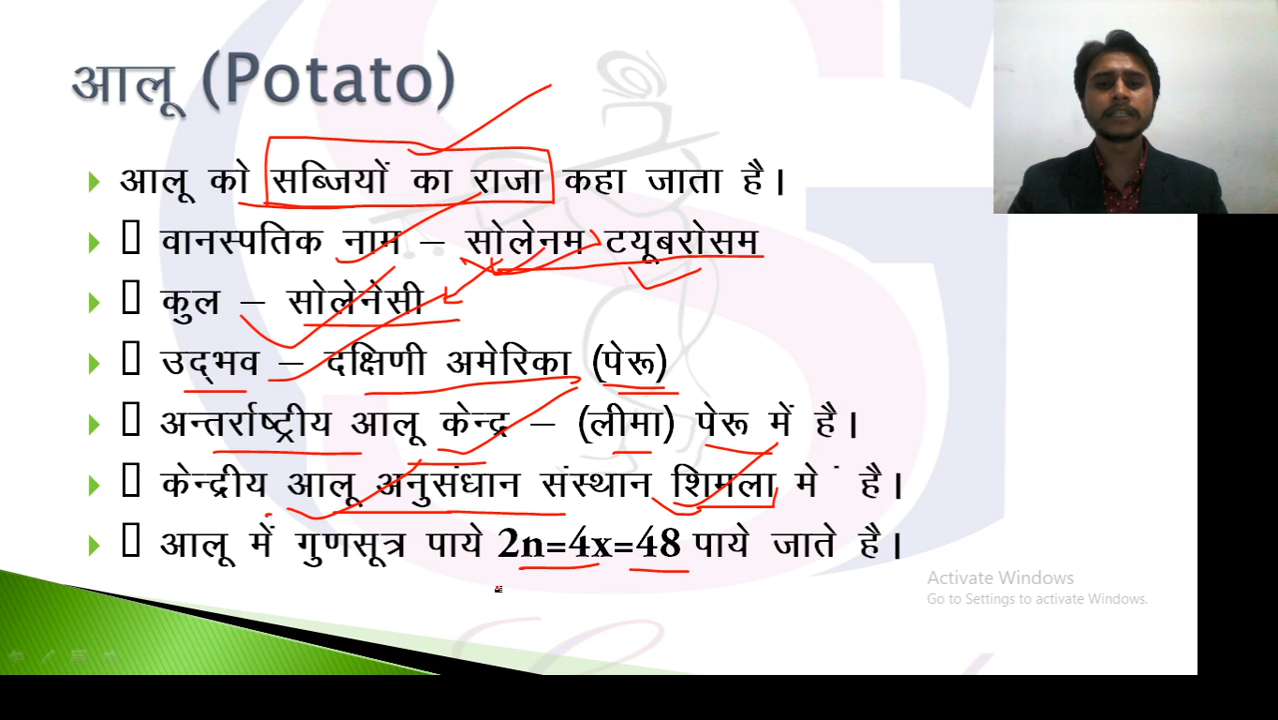 आलू (Potato)
आलू को सब्जियों का राजा कहा जाता है।
वानस्पतिक नाम – सोलेनम टयूबरोसम
कुल – सोलेनेसी
उद्भव – दक्षिणी अमेरिका (पेरू)
अन्तर्राष्ट्रीय आलू केन्द्र – (लीमा) पेरू में है।
केन्द्रीय आलू अनुसंधान संस्थान शिमला में है।
आलू में गुणसूत्र पाये 2n=4x=48 पाये जाते है।
Activate Windows
Go to Settings to activate Windows.